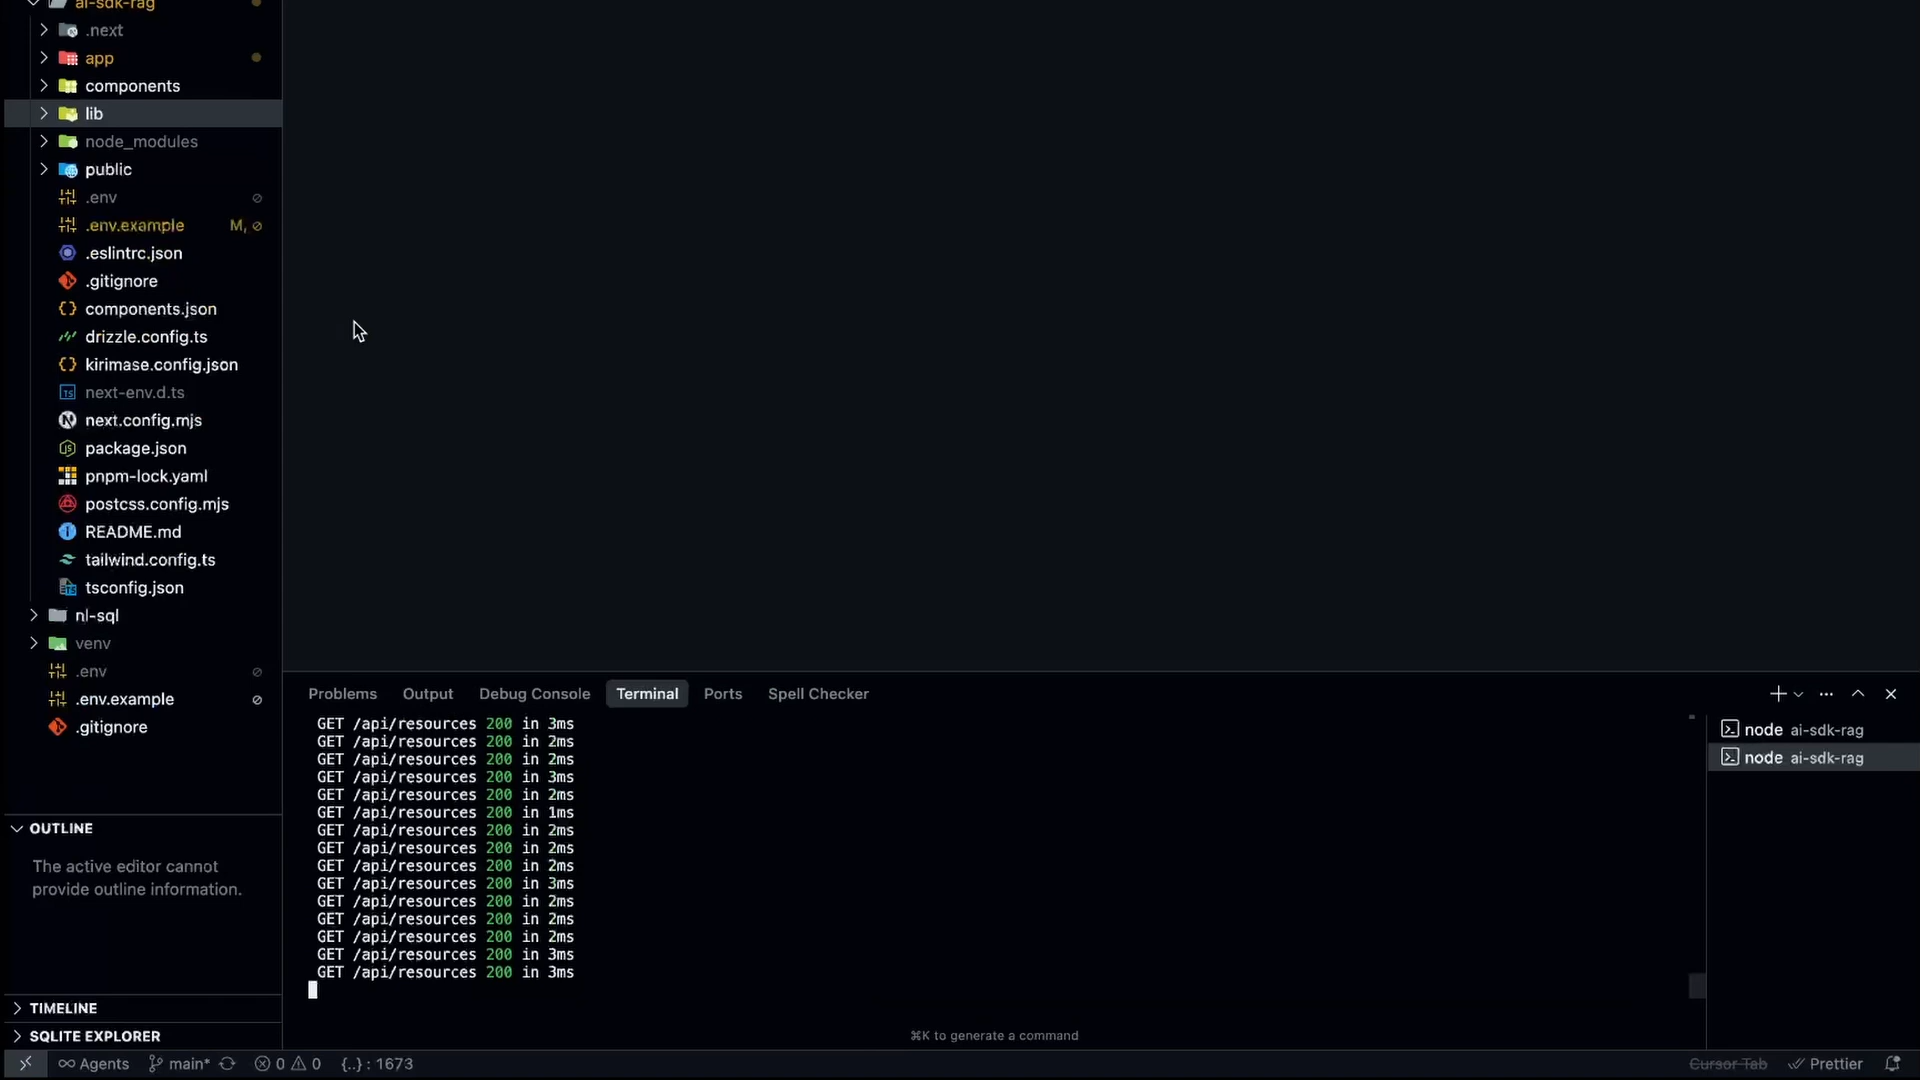 ai-sdk-rag
.next
app
components
lib
node_modules
public
.env
.env.example M,
.eslintrc.json
.gitignore
components.json
drizzle.config.ts
kirimase.config.json
next-env.d.ts
next.config.mjs
package.json
pnpm-lock.yaml
postcss.config.mjs
README.md
tailwind.config.ts
tsconfig.json
nl-sql
venv
.env
.env.example
.gitignore
OUTLINE
The active editor cannot
provide outline information.
TIMELINE
SQLITE EXPLORER
Problems Output Debug Console Terminal Ports Spell Checker
GET /api/resources 200 in 3ms
GET /api/resources 200 in 2ms
GET /api/resources 200 in 2ms
GET /api/resources 200 in 3ms
GET /api/resources 200 in 2ms
GET /api/resources 200 in 1ms
GET /api/resources 200 in 2ms
GET /api/resources 200 in 2ms
GET /api/resources 200 in 2ms
GET /api/resources 200 in 3ms
GET /api/resources 200 in 2ms
GET /api/resources 200 in 2ms
GET /api/resources 200 in 2ms
GET /api/resources 200 in 3ms
GET /api/resources 200 in 3ms
node ai-sdk-rag
node ai-sdk-rag
⌘K to generate a command
Agents main* 0 0 {..} : 1673 Cursor Tab Prettier